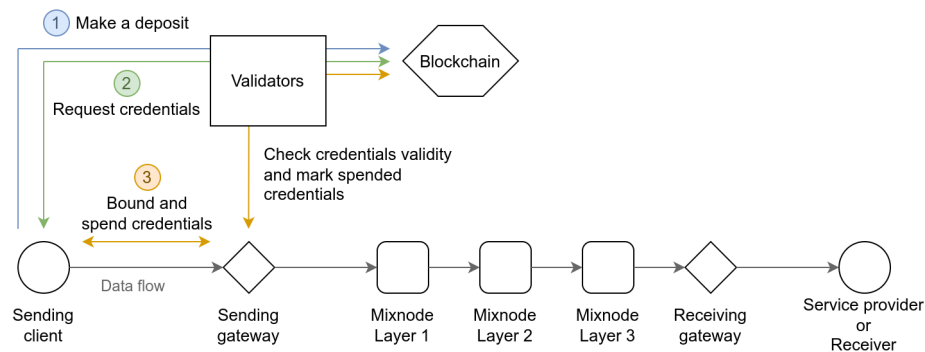 1 Make a deposit
Validators
Blockchain
2
Request credentials
Check credentials validity
and mark spended
credentials
3
Bound and
spend credentials
Data flow
Sending
client
Sending
gateway
Mixnode
Layer 1
Mixnode
Layer 2
Mixnode
Layer 3
Receiving
gateway
Service provider
or
Receiver